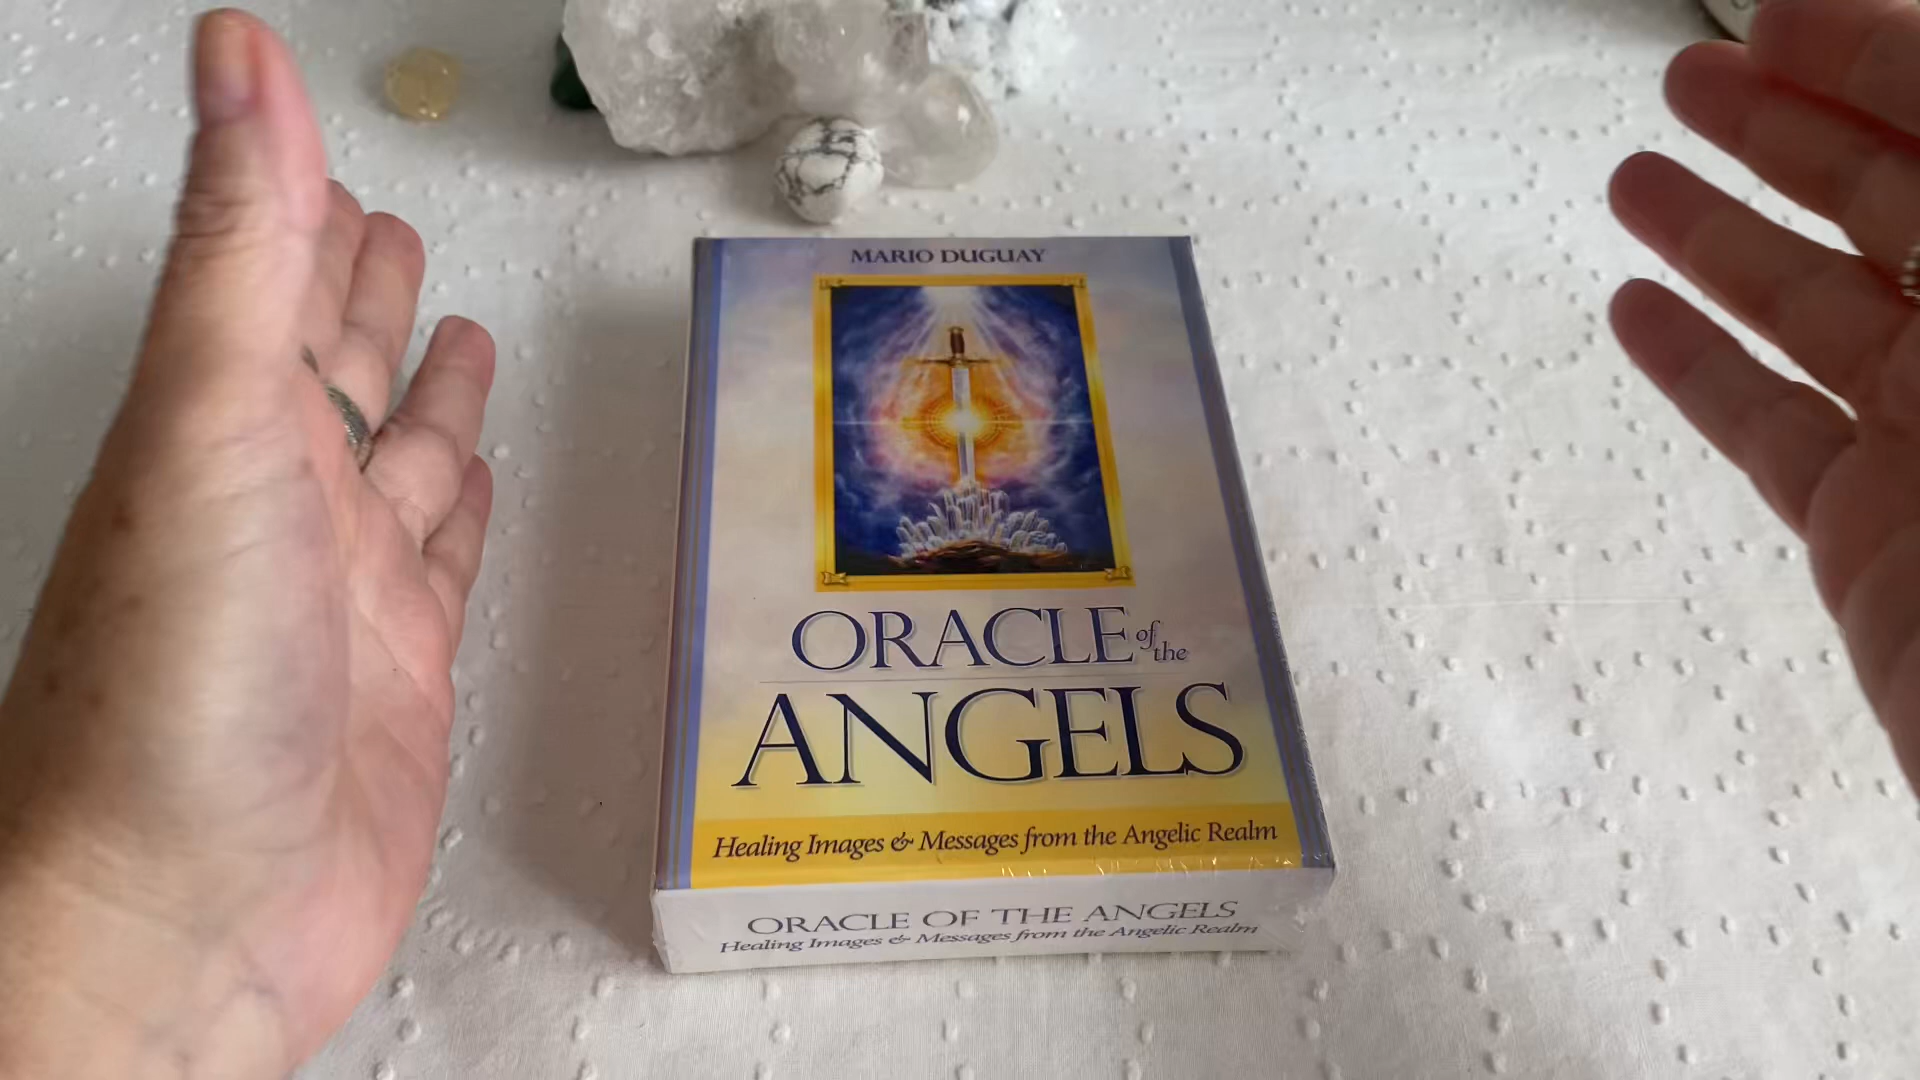 MARIO DUGUAY
ORACLE of the
ANGELS
Healing Images & Messages from the Angelic Realm
ORACLE OF THE ANGELS
Healing Images & Messages from the Angelic Realm